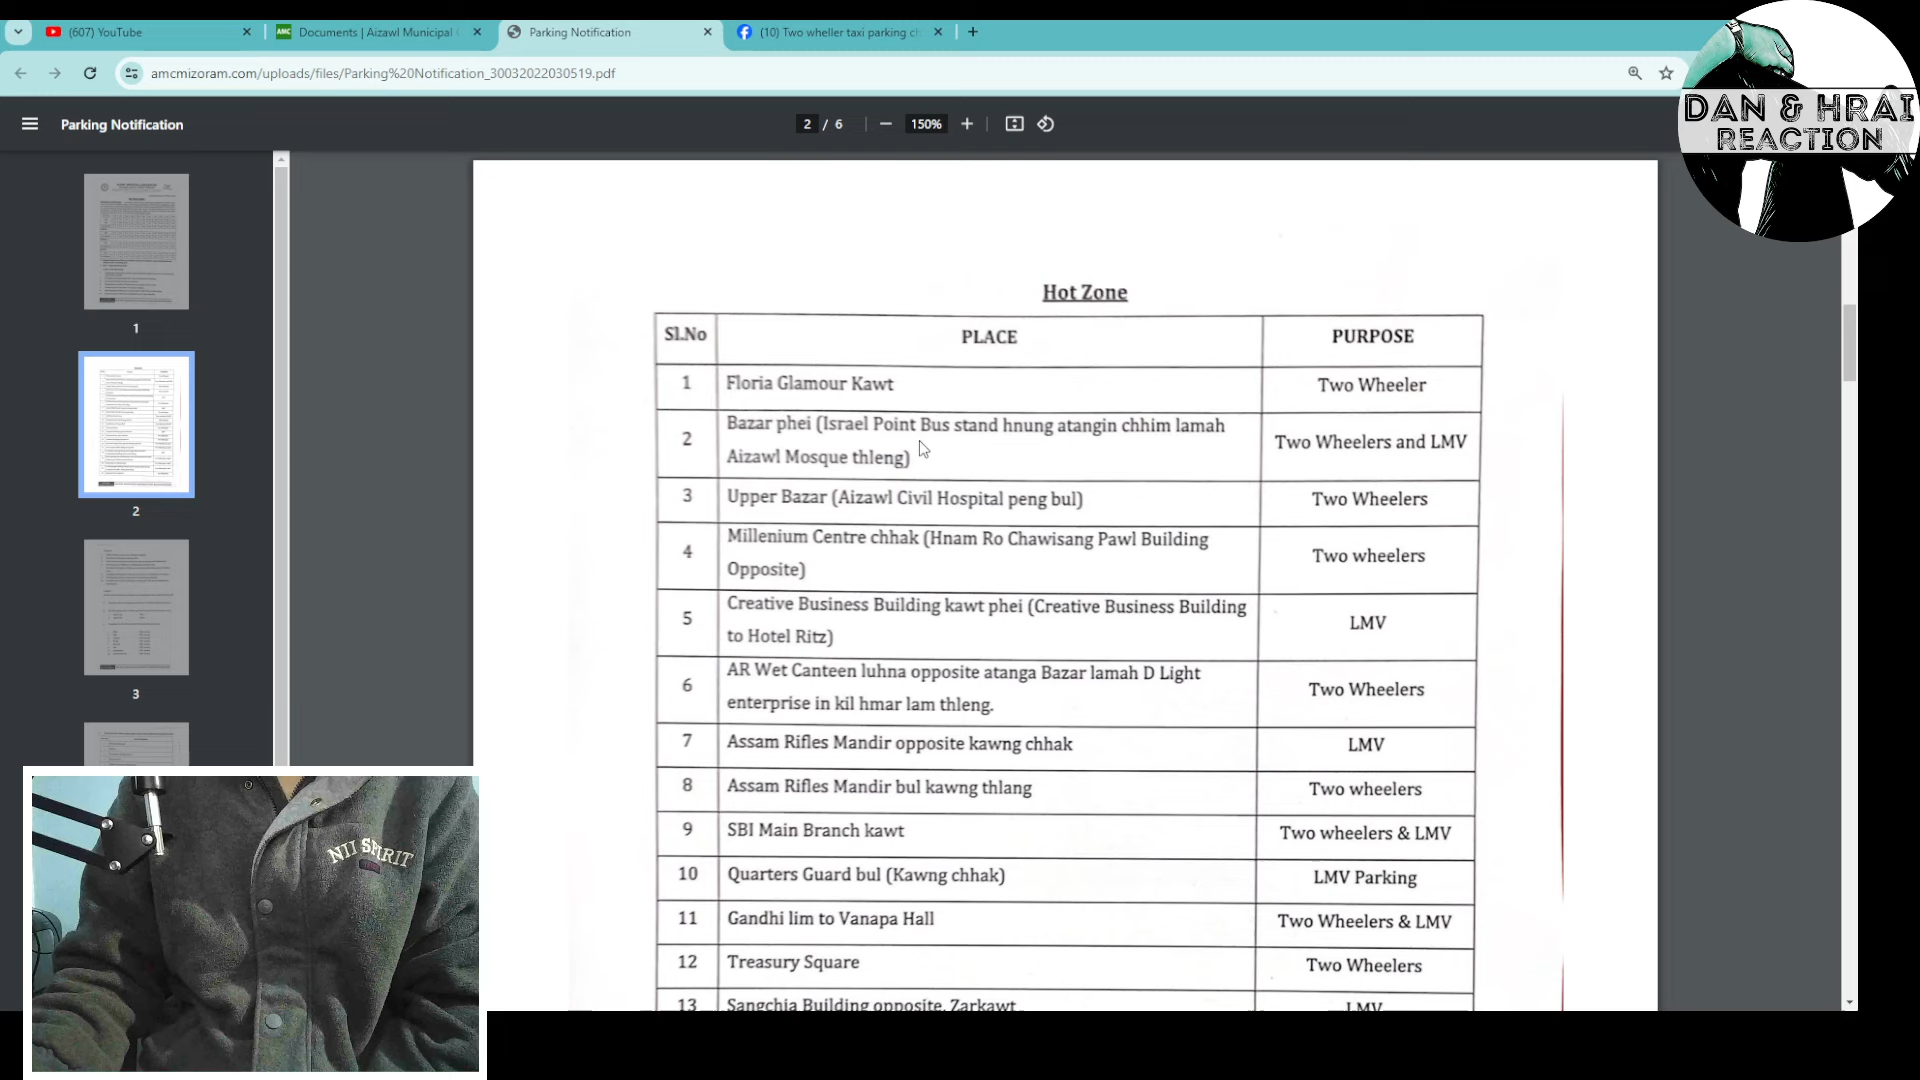 (607) YouTube
Documents | Aizawl Municipal
Parking Notification
(10) Two wheller taxi parking ch
amcmizoram.com/uploads/files/Parking%20Notification_30032022030519.pdf
DAN & HRAI
REACTION
Parking Notification
2 / 6
150%
1
2
3
Hot Zone
Sl.No PLACE PURPOSE
1 Floria Glamour Kawt Two Wheeler
2 Bazar phei (Israel Point Bus stand hnung atangin chhim lamah
Aizawl Mosque thleng) Two Wheelers and LMV
3 Upper Bazar (Aizawl Civil Hospital peng bul) Two Wheelers
4 Millenium Centre chhak (Hnam Ro Chawisang Pawl Building
Opposite) Two wheelers
5 Creative Business Building kawt phei (Creative Business Building
to Hotel Ritz) LMV
6 AR Wet Canteen luhna opposite atanga Bazar lamah D Light
enterprise in kil hmar lam thleng. Two Wheelers
7 Assam Rifles Mandir opposite kawng chhak LMV
8 Assam Rifles Mandir bul kawng thlang Two wheelers
9 SBI Main Branch kawt Two wheelers & LMV
10 Quarters Guard bul (Kawng chhak) LMV Parking
11 Gandhi lim to Vanapa Hall Two Wheelers & LMV
12 Treasury Square Two Wheelers
13 Sangchia Building opposite, Zarkawt LMV
SPIRIT